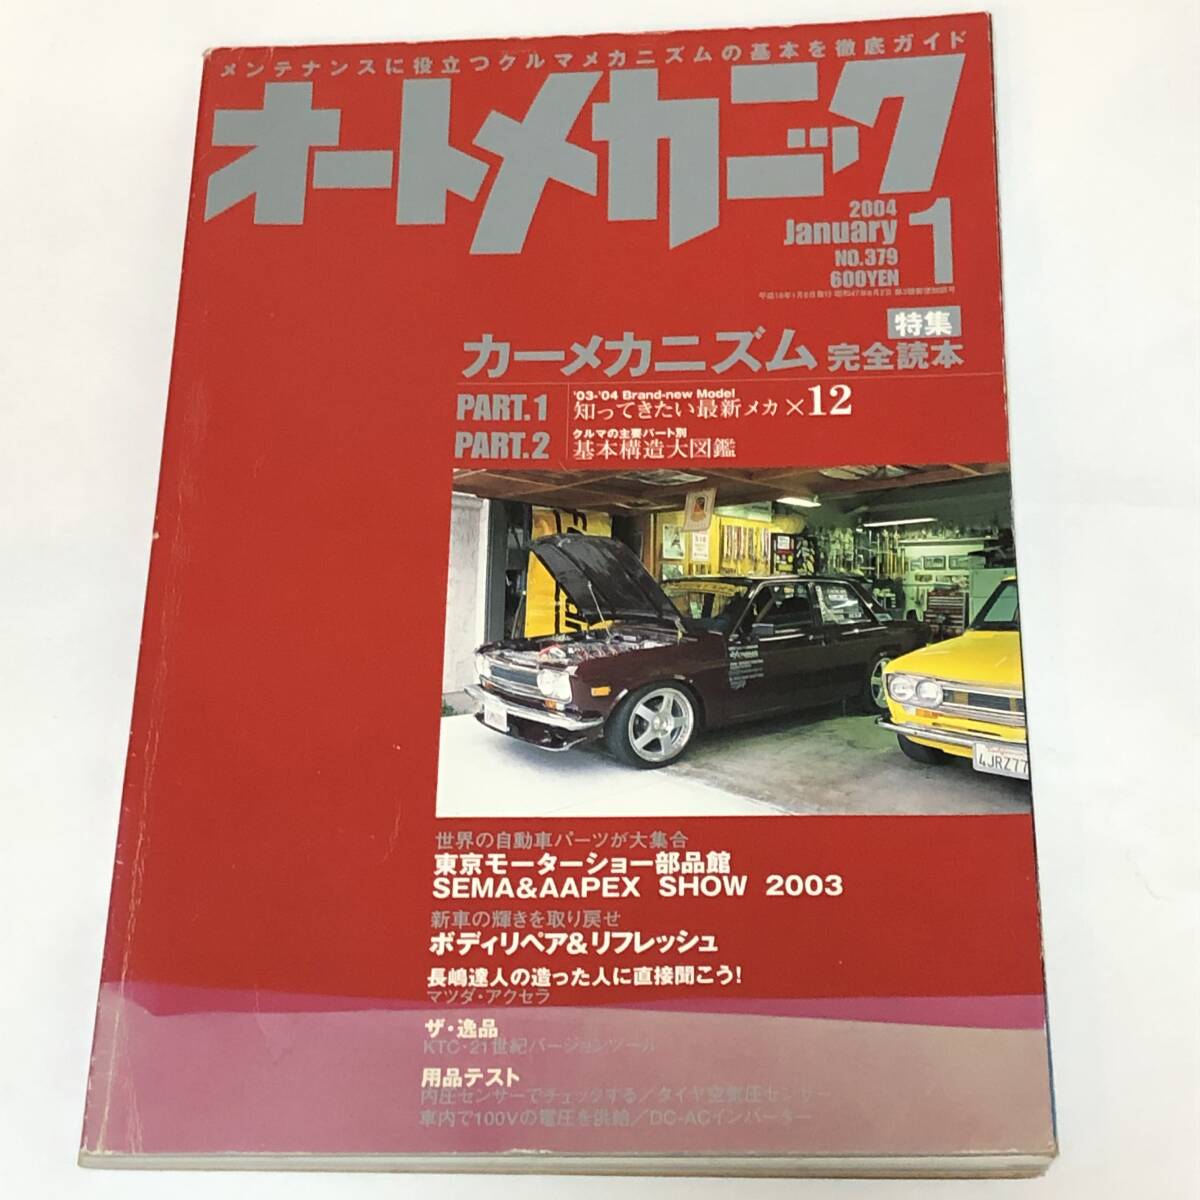 メンテナンスに役立つクルマメカニズムの基本を徹底ガイド
オートメカニック
2004
January
1
NO.379
600YEN
特集
カーメカニズム 完全読本
PART.1
'03-'04 Brand-new Model
知ってきたい最新メカ×12
PART.2
クルマの主要パート別
基本構造大図鑑
4JRZ77
世界の自動車パーツが大集合
東京モーターショー部品館
SEMA&AAPEX SHOW 2003
新車の輝きを取り戻せ
ボディリペア&リフレッシュ
長嶋達人の造った人に直接聞こう!
マツダ・アクセラ
ザ・逸品
KTC・21世紀バージョンツール
用品テスト
内圧センサーでチェックする/タイヤ空気圧センサー
車内で100Vの電圧を供給/DC-ACインバーター